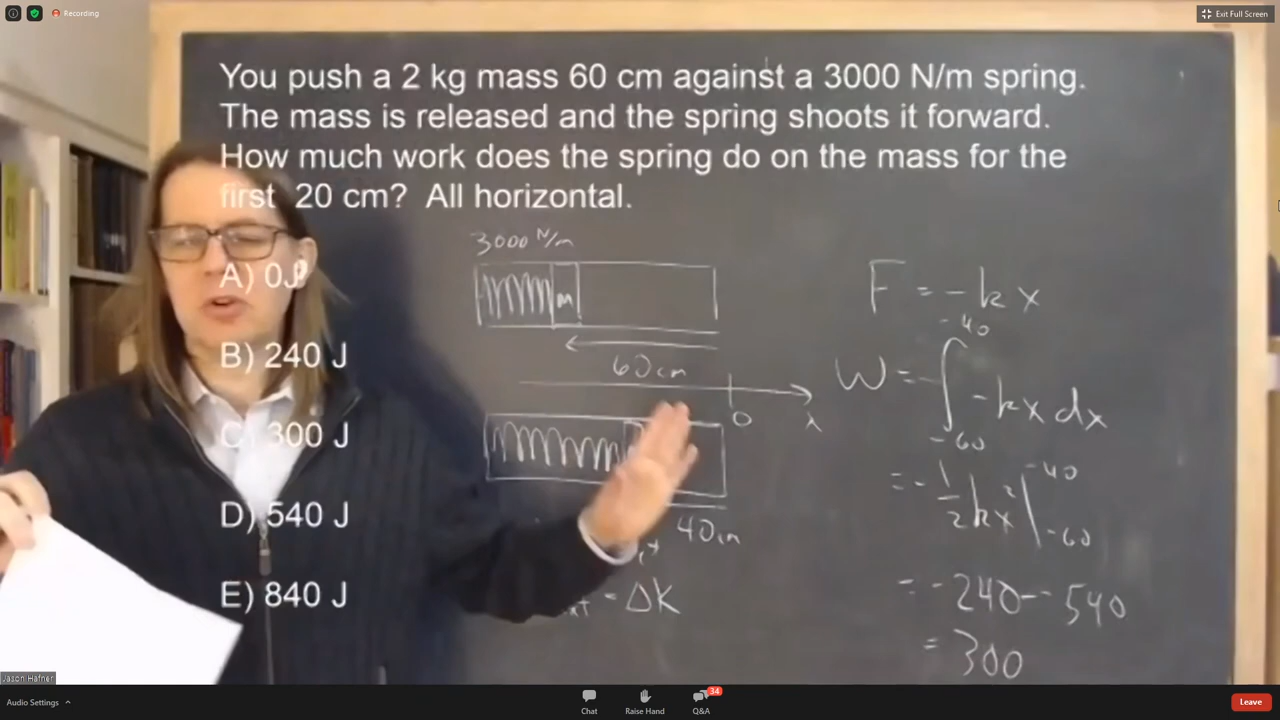 Recording
Exit Full Screen
You push a 2 kg mass 60 cm against a 3000 N/m spring.
The mass is released and the spring shoots it forward.
How much work does the spring do on the mass for the
first 20 cm? All horizontal.
A) 0J
B) 240 J
C) 300 J
D) 540 J
E) 840 J
3000 N/m
m
60cm
0
x
40cm
= ΔK
F = -kx
W = ∫ -kx dx
-40
-60
= -1/2 kx² | -40
-60
= -240 - - 540
= 300
Jason Hafner
Audio Settings
Chat
Raise Hand
Q&A
34
Leave